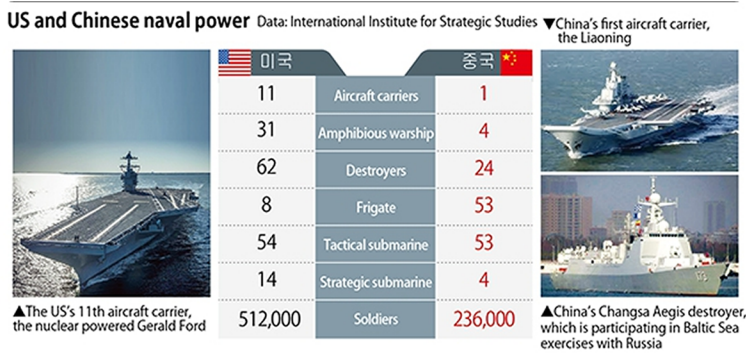 US and Chinese naval power Data: International Institute for Strategic Studies
▼China's first aircraft carrier,
the Liaoning
미국 중국
11 Aircraft carriers 1
31 Amphibious warship 4
62 Destroyers 24
8 Frigate 53
54 Tactical submarine 53
14 Strategic submarine 4
512,000 Soldiers 236,000
▲The US's 11th aircraft carrier,
the nuclear powered Gerald Ford
▲China's Changsa Aegis destroyer,
which is participating in Baltic Sea
exercises with Russia